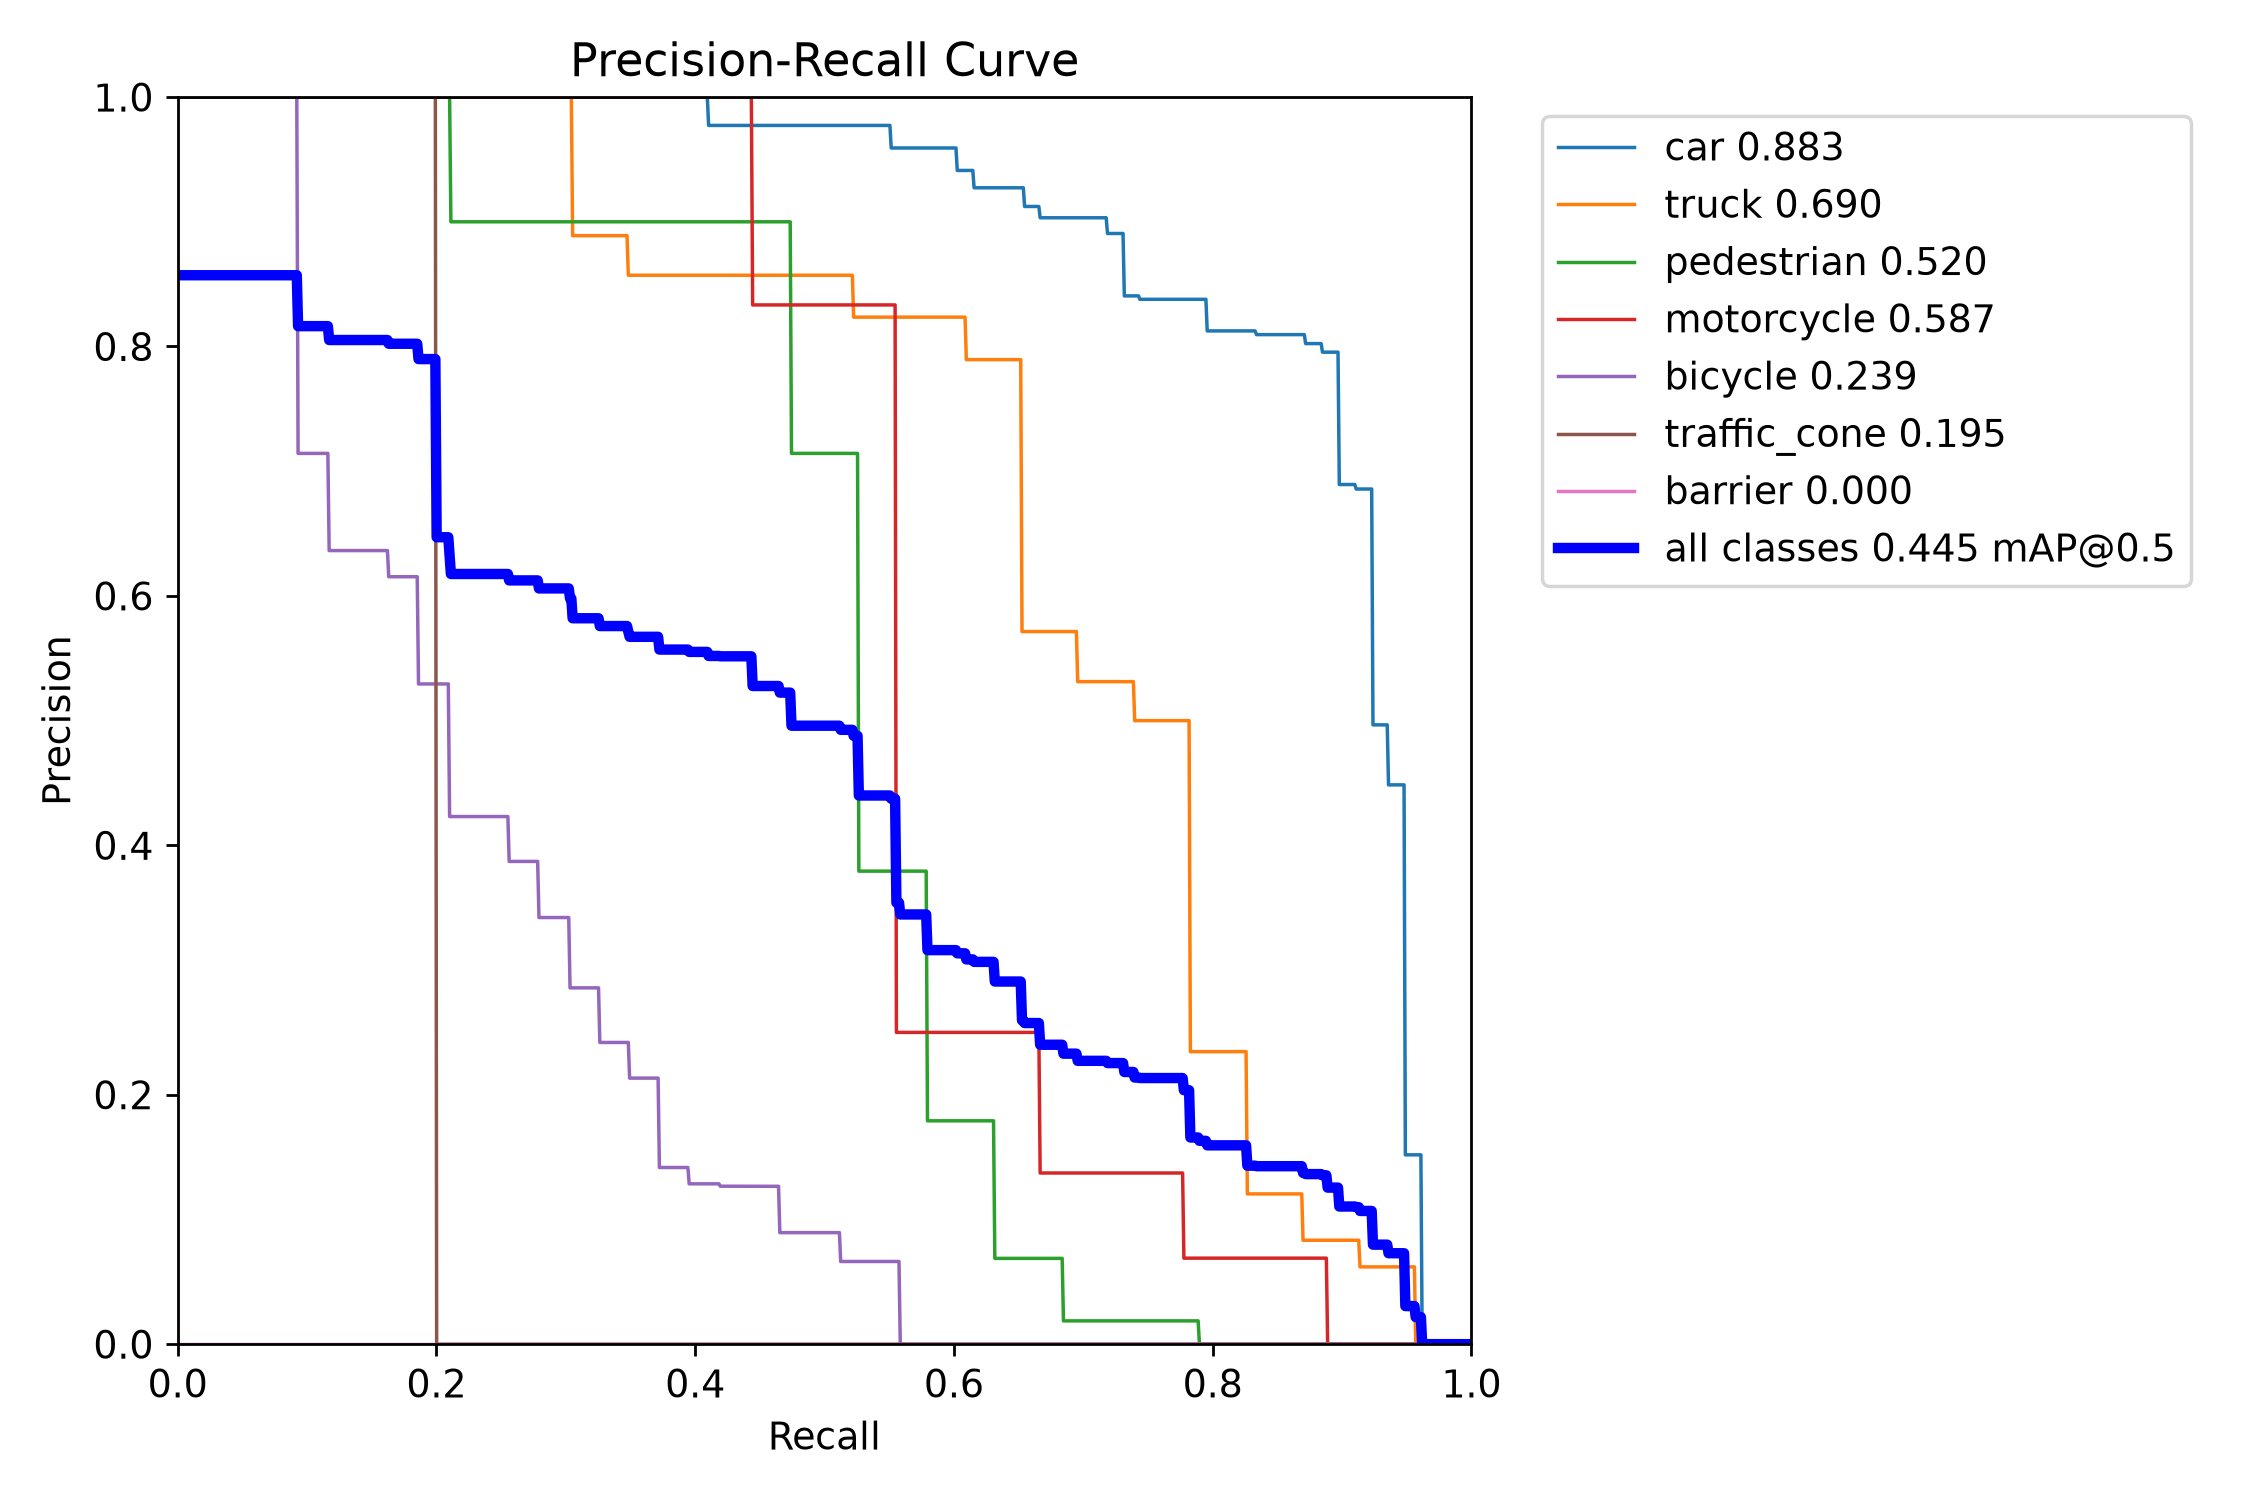 Precision-Recall Curve
1.0
0.8
0.6
0.4
0.2
0.0
Precision
0.0 0.2 0.4 0.6 0.8 1.0
Recall
car 0.883
truck 0.690
pedestrian 0.520
motorcycle 0.587
bicycle 0.239
traffic_cone 0.195
barrier 0.000
all classes 0.445 mAP@0.5